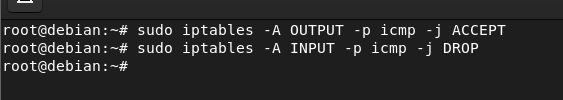 root@debian:~# sudo iptables -A OUTPUT -p icmp -j ACCEPT
root@debian:~# sudo iptables -A INPUT -p icmp -j DROP
root@debian:~#